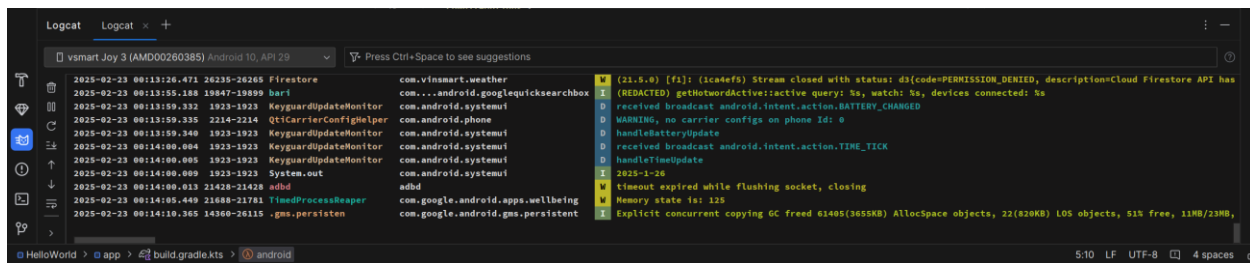 Logcat Logcat × +
vsmart Joy 3 (AMD00260385) Android 10, API 29 Press Ctrl+Space to see suggestions
2025-02-23 00:13:26.471 26235-26265 Firestore com.vinsmart.weather W (21.5.0) [f1]: (1ca4ef5) Stream closed with status: d3{code=PERMISSION_DENIED, description=Cloud Firestore API has
2025-02-23 00:13:55.188 19847-19899 bari com....android.googlequicksearchbox I (REDACTED) getHotwordActive::active query: %s, watch: %s, devices connected: %s
2025-02-23 00:13:59.332 1923-1923 KeyguardUpdateMonitor com.android.systemui D received broadcast android.intent.action.BATTERY_CHANGED
2025-02-23 00:13:59.335 2214-2214 QtiCarrierConfigHelper com.android.phone D WARNING, no carrier configs on phone Id: 0
2025-02-23 00:13:59.340 1923-1923 KeyguardUpdateMonitor com.android.systemui D handleBatteryUpdate
2025-02-23 00:14:00.004 1923-1923 KeyguardUpdateMonitor com.android.systemui D received broadcast android.intent.action.TIME_TICK
2025-02-23 00:14:00.005 1923-1923 KeyguardUpdateMonitor com.android.systemui D handleTimeUpdate
2025-02-23 00:14:00.009 1923-1923 System.out com.android.systemui I 2025-1-26
2025-02-23 00:14:00.013 21428-21428 adbd adbd W timeout expired while flushing socket, closing
2025-02-23 00:14:05.449 21688-21781 TimedProcessReaper com.google.android.apps.wellbeing W Memory state is: 125
2025-02-23 00:14:10.365 14360-26115 .gms.persisten com.google.android.gms.persistent I Explicit concurrent copying GC freed 61405(3655KB) AllocSpace objects, 22(820KB) LOS objects, 51% free, 11MB/23MB,
HelloWorld > app > build.gradle.kts > android 5:10 LF UTF-8 4 spaces